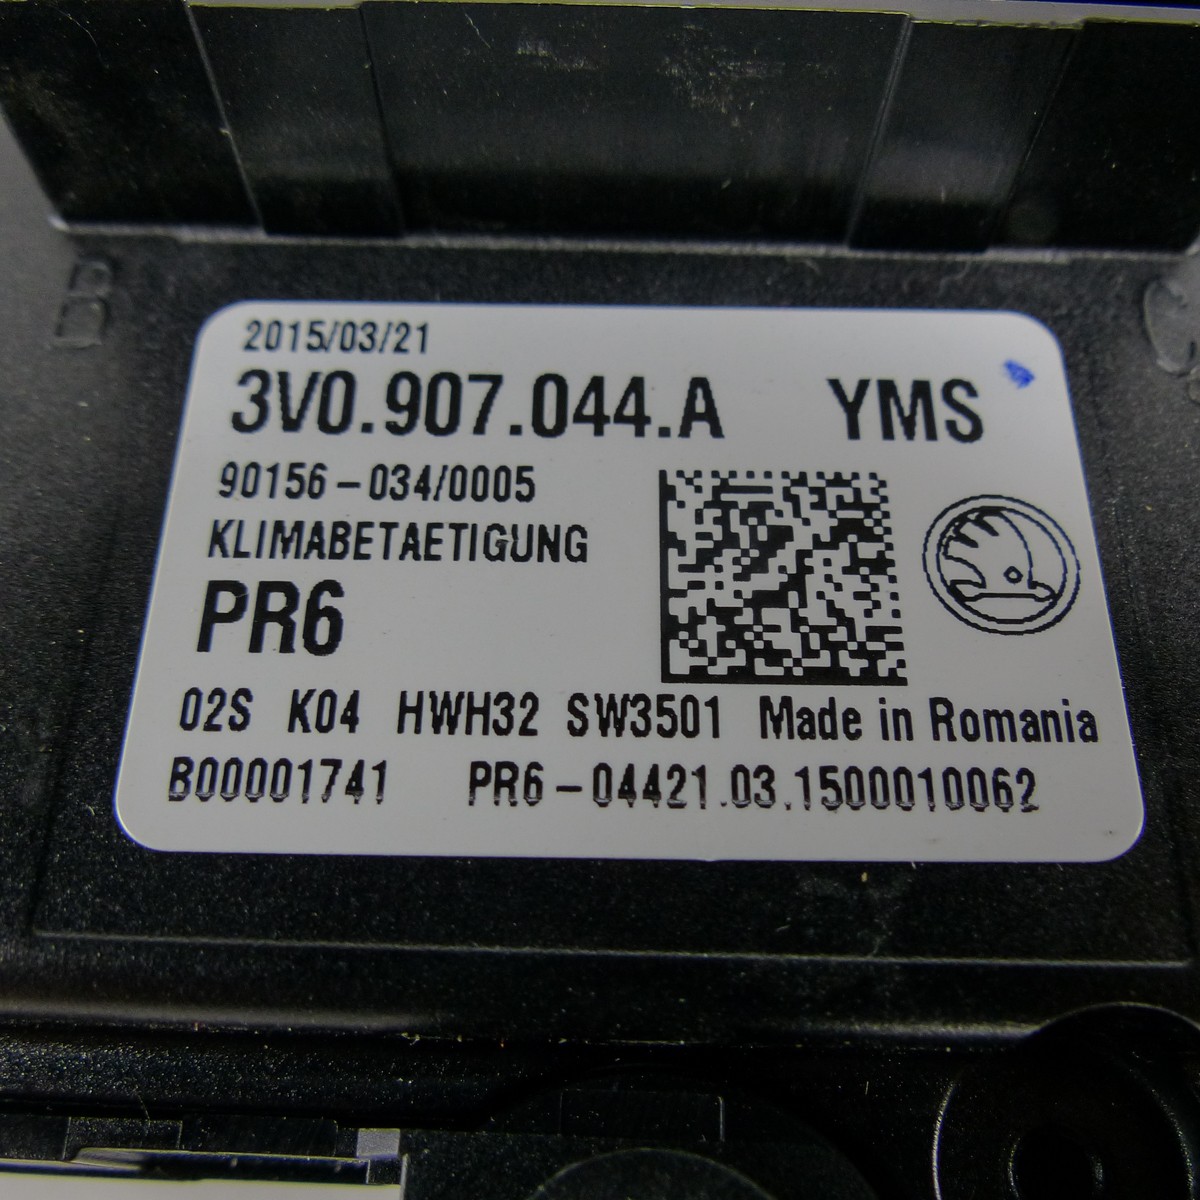 B
C
2015/03/21
3V0.907.044.A YMS
90156-034/0005
KLIMABETAETIGUNG
PR6
02S K04 HWH32 SW3501 Made in Romania
B00001741 PR6-04421.03.1500010062